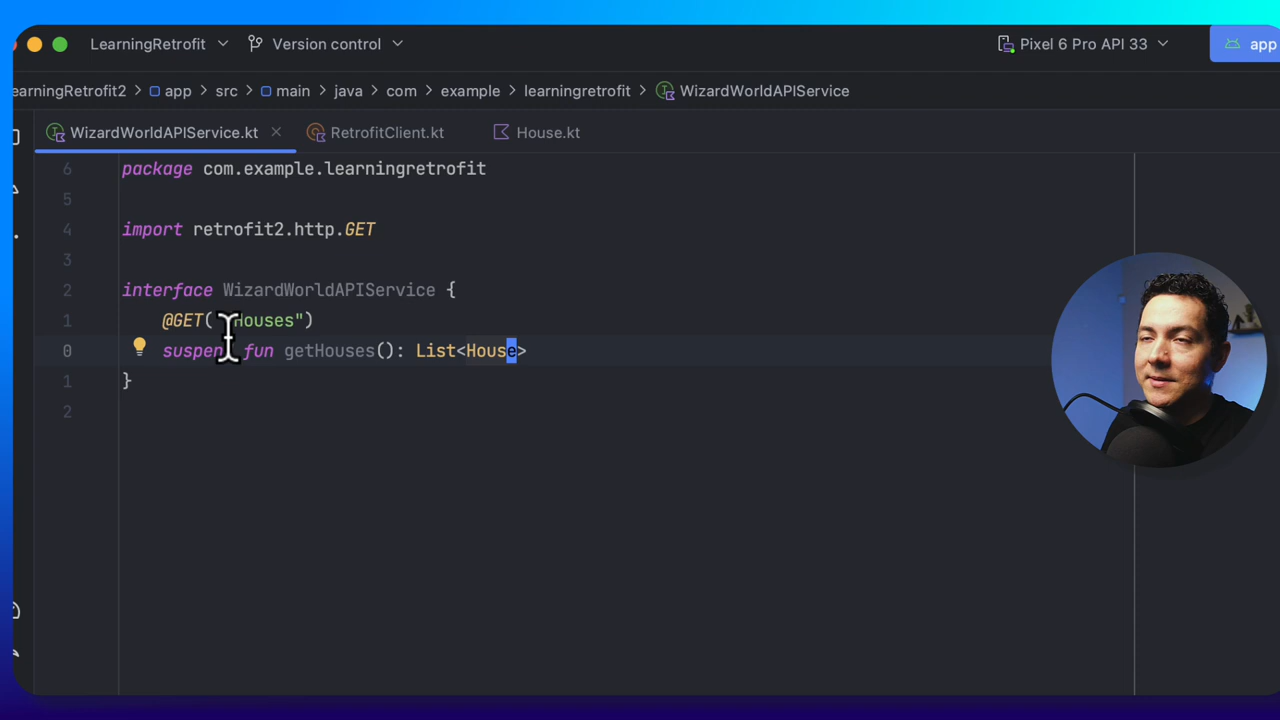 LearningRetrofit Version control Pixel 6 Pro API 33 app
earningRetrofit2 > app > src > main > java > com > example > learningretrofit > WizardWorldAPIService
WizardWorldAPIService.kt RetrofitClient.kt House.kt
6 package com.example.learningretrofit
5
4 import retrofit2.http.GET
3
2 interface WizardWorldAPIService {
1 @GET("Houses")
0 suspend fun getHouses(): List<House>
1 }
2